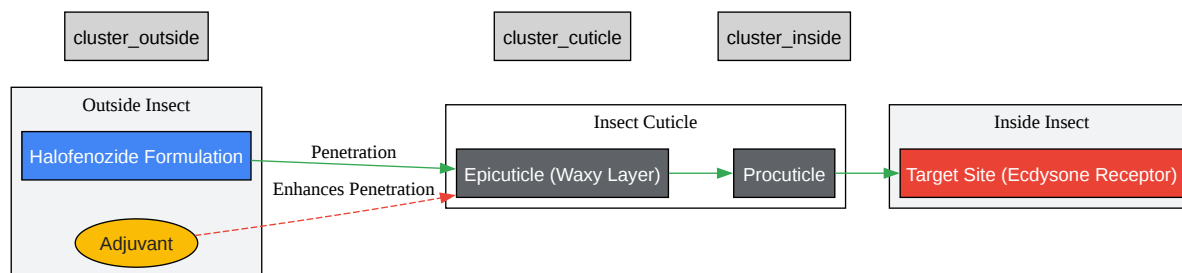 cluster_outside
cluster_cuticle
cluster_inside
Outside Insect
Insect Cuticle
Inside Insect
Halofenozide Formulation
Penetration
Epicuticle (Waxy Layer)
Procuticle
Target Site (Ecdysone Receptor)
Enhances Penetration
Adjuvant